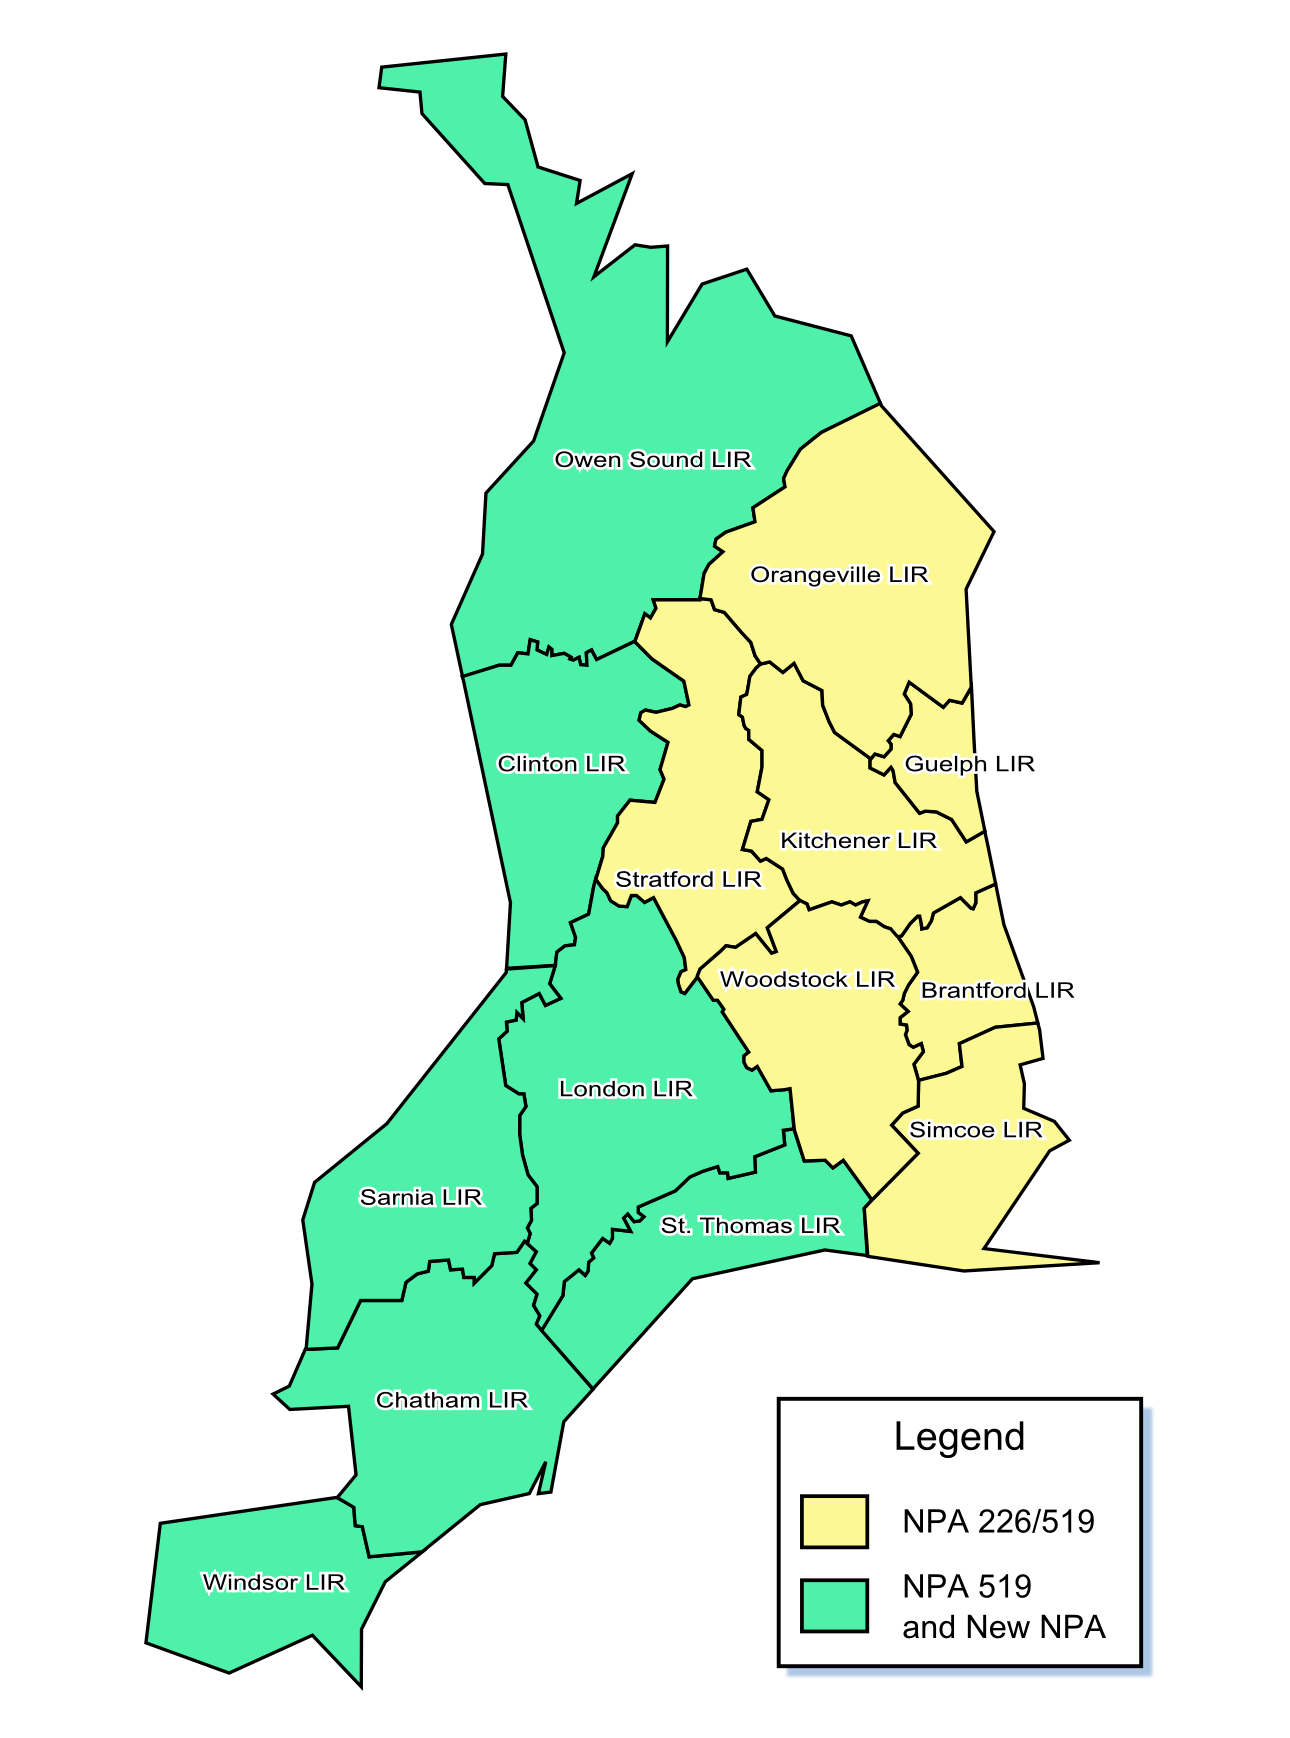 Owen Sound LIR
Orangeville LIR
Clinton LIR
Guelph LIR
Kitchener LIR
Stratford LIR
Woodstock LIR
Brantford LIR
London LIR
Simcoe LIR
Sarnia LIR
St. Thomas LIR
Chatham LIR
Windsor LIR
Legend
NPA 226/519
NPA 519
and New NPA